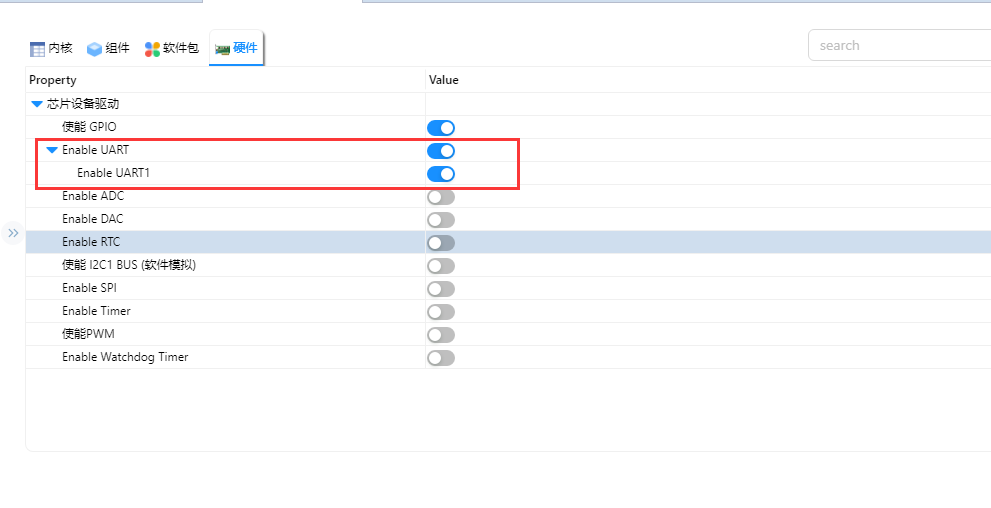 内核 组件 软件包 硬件 search
Property Value
芯片设备驱动
使能 GPIO
Enable UART
Enable UART1
Enable ADC
Enable DAC
Enable RTC
使能 I2C1 BUS (软件模拟)
Enable SPI
Enable Timer
使能PWM
Enable Watchdog Timer